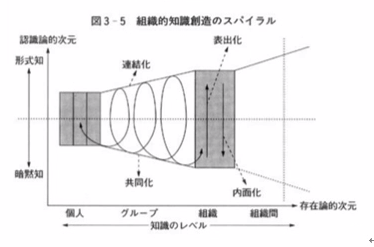 図3-5 組織的知識創造のスパイラル
認識論的次元
形式知
暗黙知
連結化
表出化
共同化
内面化
個人 グループ 組織 組織間
存在論的次元
知識のレベル